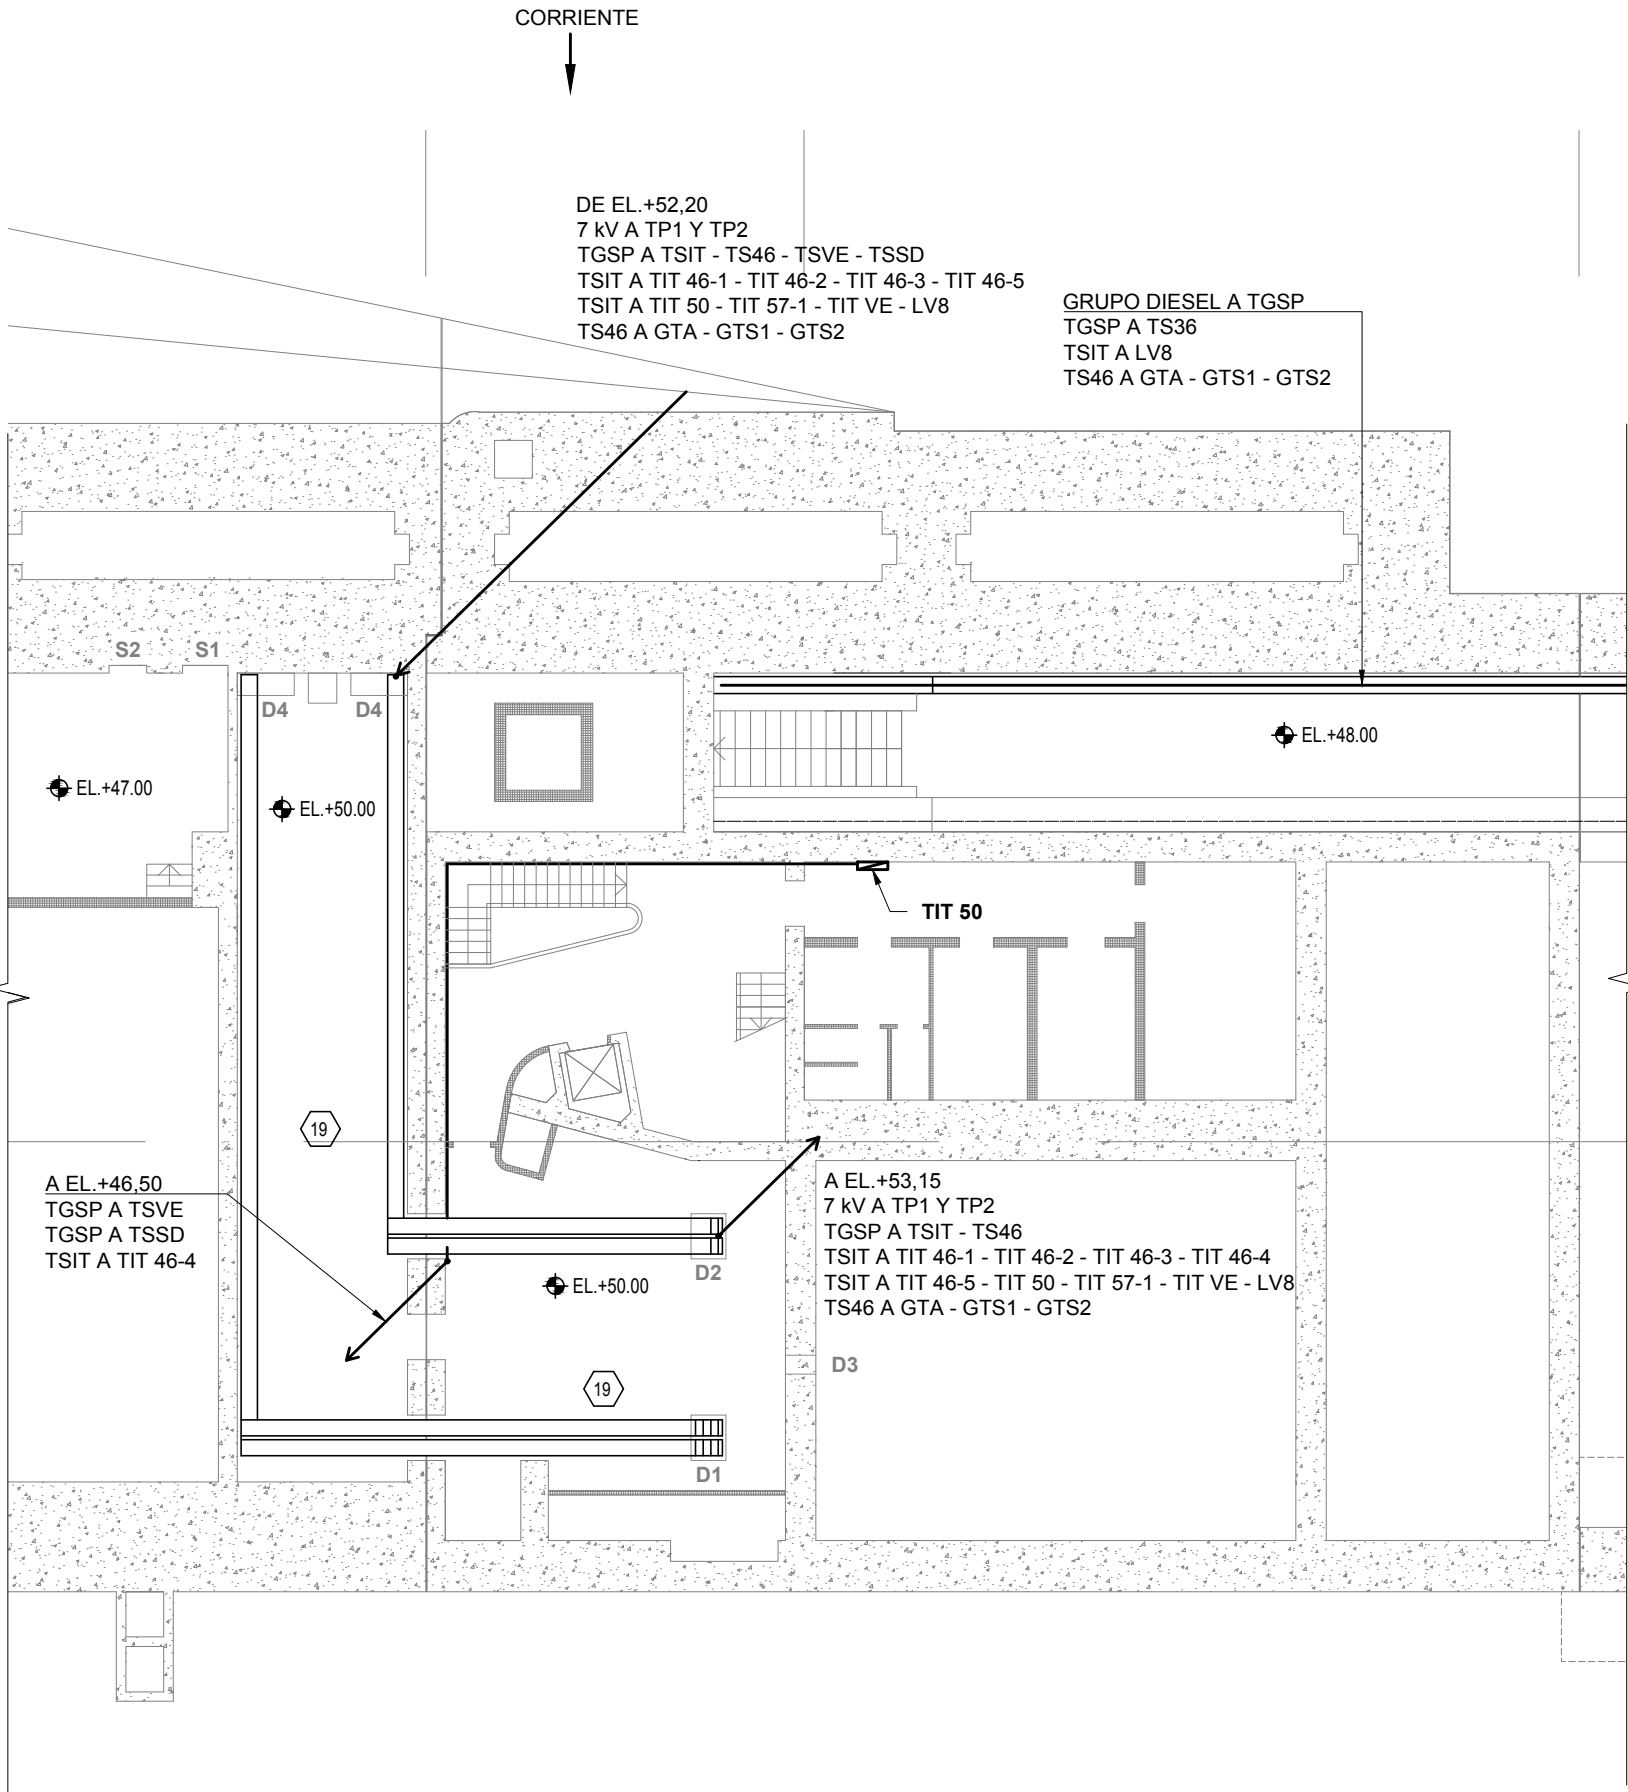 CORRIENTE
DE EL.+52,20
7 kV A TP1 Y TP2
TGSP A TSIT - TS46 - TSVE - TSSD
TSIT A TIT 46-1 - TIT 46-2 - TIT 46-3 - TIT 46-5
TSIT A TIT 50 - TIT 57-1 - TIT VE - LV8
TS46 A GTA - GTS1 - GTS2
GRUPO DIESEL A TGSP
TGSP A TS36
TSIT A LV8
TS46 A GTA - GTS1 - GTS2
S2
S1
D4
D4
EL.+48.00
EL.+47.00
EL.+50.00
TIT 50
19
A EL.+46,50
TGSP A TSVE
TGSP A TSSD
TSIT A TIT 46-4
A EL.+53,15
7 kV A TP1 Y TP2
TGSP A TSIT - TS46
TSIT A TIT 46-1 - TIT 46-2 - TIT 46-3 - TIT 46-4
TSIT A TIT 46-5 - TIT 50 - TIT 57-1 - TIT VE - LV8
TS46 A GTA - GTS1 - GTS2
D2
EL.+50.00
D3
19
D1